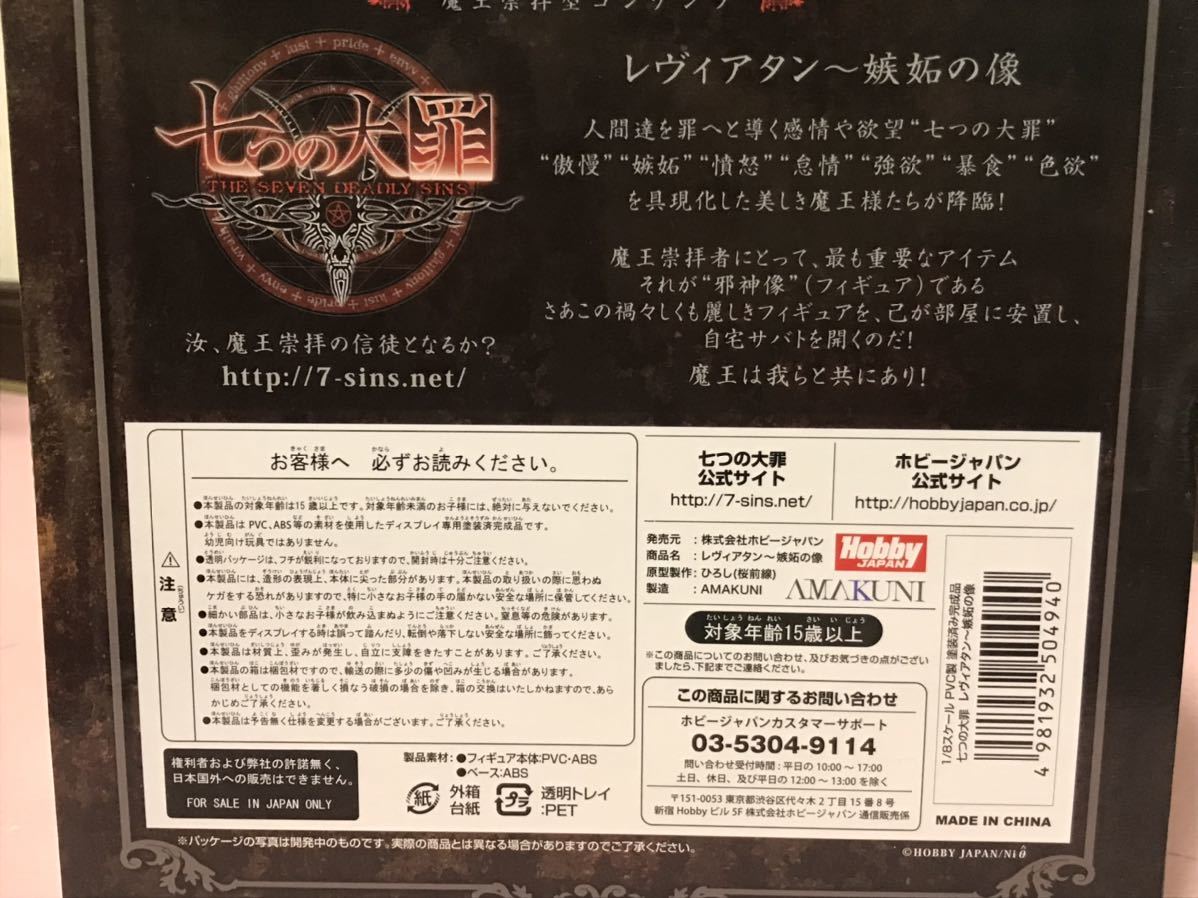 魔王崇拝型コンテンツ
レヴィアタン～嫉妬の像
人間達を罪へと導く感情や欲望“七つの大罪”
“傲慢”“嫉妬”“憤怒”“怠惰”“強欲”“暴食”“色欲”
を具現化した美しき魔王様たちが降臨!
魔王崇拝者にとって、最も重要なアイテム
それが“邪神像”(フィギュア)である
さあこの禍々しくも麗しきフィギュアを、己が部屋に安置し、
自宅サバトを開くのだ!
魔王は我らと共にあり!
lust + pride + envy
七つの大罪
THE SEVEN DEADLY SINS
汝、魔王崇拝の信徒となるか?
http://7-sins.net/
お客様へ 必ずお読みください。
注意
●本製品の対象年齢は15歳以上です。対象年齢未満のお子様には、絶対に与えないでください。
●本製品はPVC、ABS等の素材を使用したディスプレイ専用塗装済完成品です。
幼児向け玩具ではありません。
●透明パッケージは、フチが鋭利になっておりますので、開封時は十分ご注意ください。
●本製品には、造形の表現上、本体に尖った部分があります。本製品の取り扱いの際に思わぬ
ケガをする恐れがありますので、特に小さなお子様の手の届かない安全な場所に保管してください。
●細かい部品は、小さなお子様が飲み込まぬようにご注意ください。窒息等の危険があります。
●本製品をディスプレイする時は誤って踏んだり、転倒や落下しない安全な場所に飾ってください。
●本製品は材質上、歪みが発生し、自立に支障をきたすことがあります。ご了承ください。
●本製品の箱は梱包材ですので、輸送の際に多少の傷や凹みが生じる場合があります。
梱包材としての機能を著しく損なう破損の場合を除き、箱の交換はいたしかねますので、あら
かじめご了承ください。
●本製品は予告無く仕様を変更する場合がございます。ご了承ください。
権利者および弊社の許諾無く、
日本国外への販売はできません。
FOR SALE IN JAPAN ONLY
製品素材:●フィギュア本体:PVC・ABS
●ベース:ABS
紙 外箱
台紙
プラ 透明トレイ
:PET
七つの大罪
公式サイト
http://7-sins.net/
ホビージャパン
公式サイト
http://hobbyjapan.co.jp/
発売元 : 株式会社ホビージャパン
商品名 : レヴィアタン～嫉妬の像
原型製作 : ひろし(桜前線)
製造 : AMAKUNI
Hobby
JAPAN
AMAKUNI
対象年齢15歳以上
※この商品についてのお問い合わせ、及びお気づきの点がござい
ましたら、下記までご連絡ください。
この商品に関するお問い合わせ
ホビージャパンカスタマーサポート
03-5304-9114
問い合わせ受付時間:平日の10:00～17:00
土日、休日、及び平日の12:00～13:00を除く
〒151-0053 東京都渋谷区代々木2丁目15番8号
新宿Hobbyビル5F 株式会社ホビージャパン 通信販売係
1/8スケール PVC製 塗装済み完成品
七つの大罪 レヴィアタン～嫉妬の像
4 981932 504940
MADE IN CHINA
※パッケージの写真は開発中のものです。実際の商品とは異なる場合がありますのでご了承ください。
©HOBBY JAPAN/Niθ